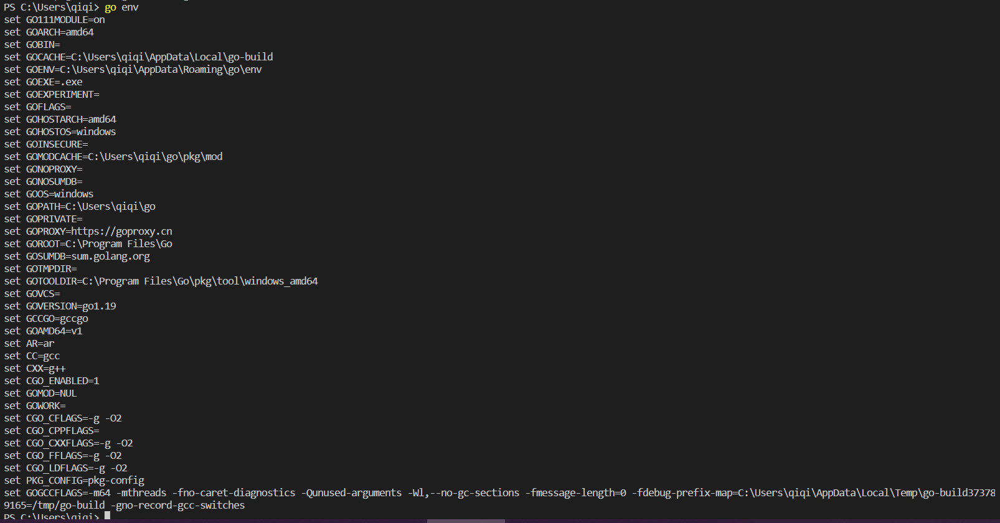 PS C:\Users\qiqi> go env
set GO111MODULE=on
set GOARCH=amd64
set GOBIN=
set GOCACHE=C:\Users\qiqi\AppData\Local\go-build
set GOENV=C:\Users\qiqi\AppData\Roaming\go\env
set GOEXE=.exe
set GOEXPERIMENT=
set GOFLAGS=
set GOHOSTARCH=amd64
set GOHOSTOS=windows
set GOINSECURE=
set GOMODCACHE=C:\Users\qiqi\go\pkg\mod
set GONOPROXY=
set GONOSUMDB=
set GOOS=windows
set GOPATH=C:\Users\qiqi\go
set GOPRIVATE=
set GOPROXY=https://goproxy.cn
set GOROOT=C:\Program Files\Go
set GOSUMDB=sum.golang.org
set GOTMPDIR=
set GOTOOLDIR=C:\Program Files\Go\pkg\tool\windows_amd64
set GOVCS=
set GOVERSION=go1.19
set GCCGO=gccgo
set GOAMD64=v1
set AR=ar
set CC=gcc
set CXX=g++
set CGO_ENABLED=1
set GOMOD=NUL
set GOWORK=
set CGO_CFLAGS=-g -O2
set CGO_CPPFLAGS=
set CGO_CXXFLAGS=-g -O2
set CGO_FFLAGS=-g -O2
set CGO_LDFLAGS=-g -O2
set PKG_CONFIG=pkg-config
set GOGCCFLAGS=-m64 -mthreads -fno-caret-diagnostics -Qunused-arguments -Wl,--no-gc-sections -fmessage-length=0 -fdebug-prefix-map=C:\Users\qiqi\AppData\Local\Temp\go-build37378
9165=/tmp/go-build -gno-record-gcc-switches
PS C:\Users\qiqi>